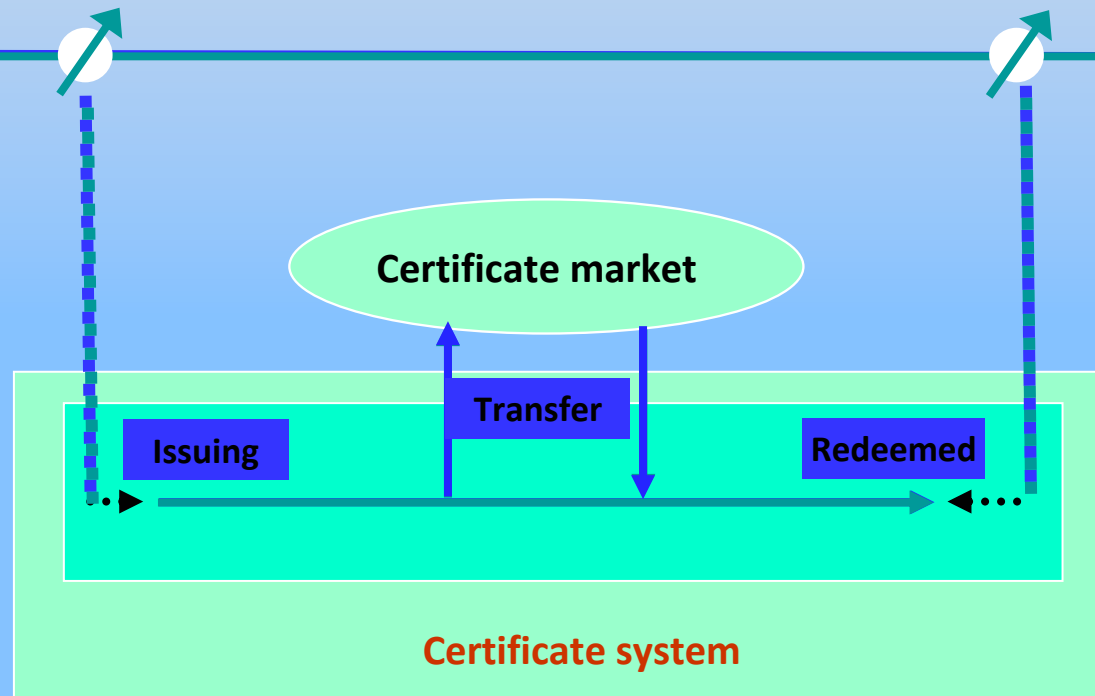 Certificate market
Transfer
Issuing
Redeemed
Certificate system